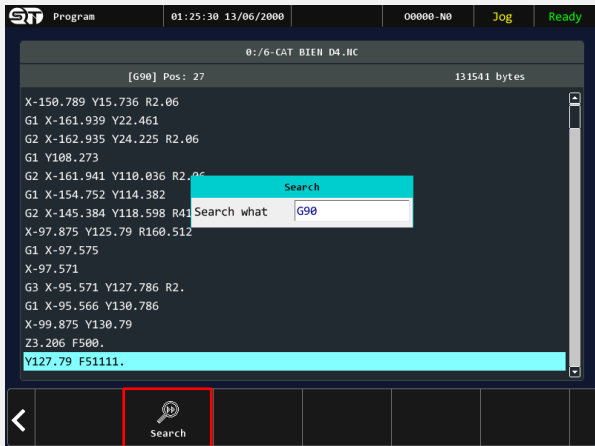 Program 01:25:30 13/06/2000 O0000-N0 Jog Ready
0:/6-CAT BIEN D4.NC
[G90] Pos: 27 131541 bytes
X-150.789 Y15.736 R2.06
G1 X-161.939 Y22.461
G2 X-162.935 Y24.225 R2.06
G1 Y108.273
G2 X-161.941 Y110.036 R2.06
G1 X-154.752 Y114.382
G2 X-145.384 Y118.598 R41
X-97.875 Y125.79 R160.512
G1 X-97.575
X-97.571
G3 X-95.571 Y127.786 R2.
G1 X-95.566 Y130.786
X-99.875 Y130.79
Z3.206 F500.
Y127.79 F51111.
Search
Search what G90
Search